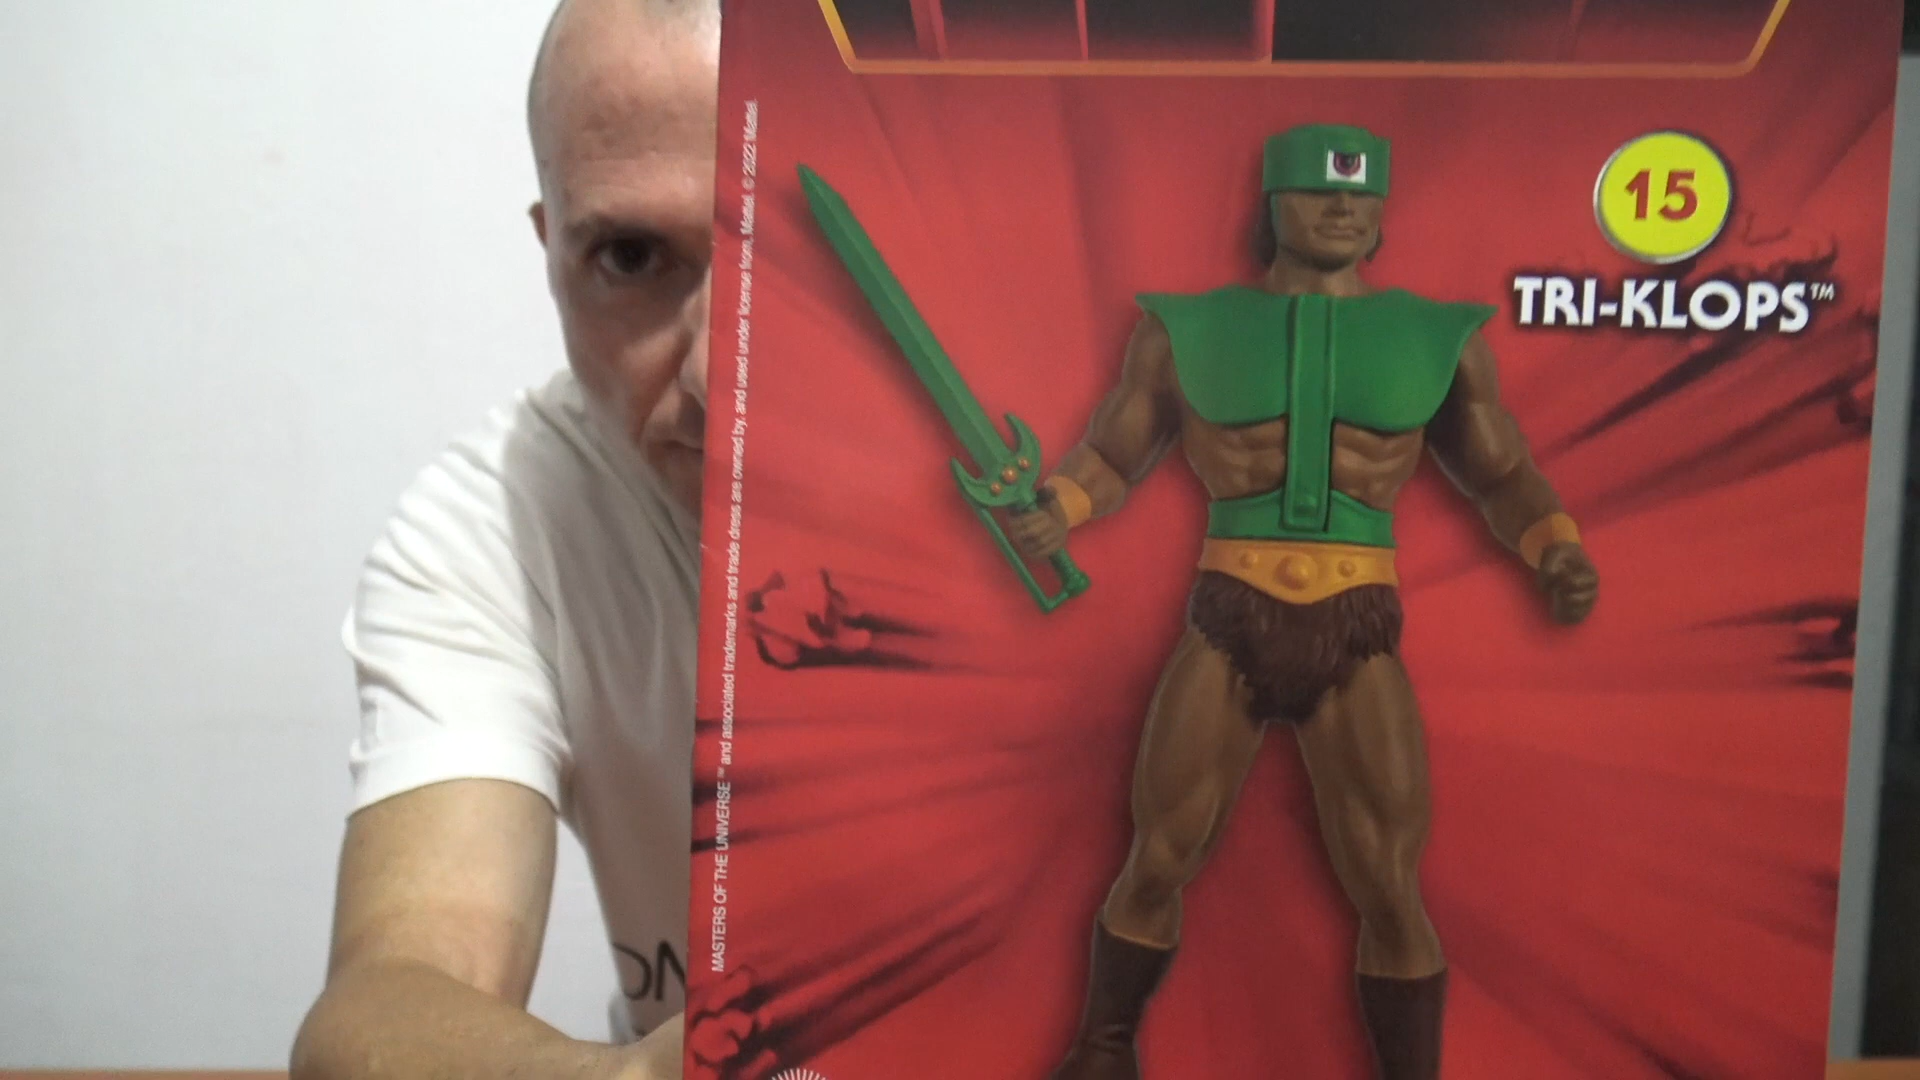 15
TRI-KLOPS™
MASTERS OF THE UNIVERSE™ and associated trademarks and trade dress are owned by, and used under license from, Mattel. © 2022 Mattel.
ON